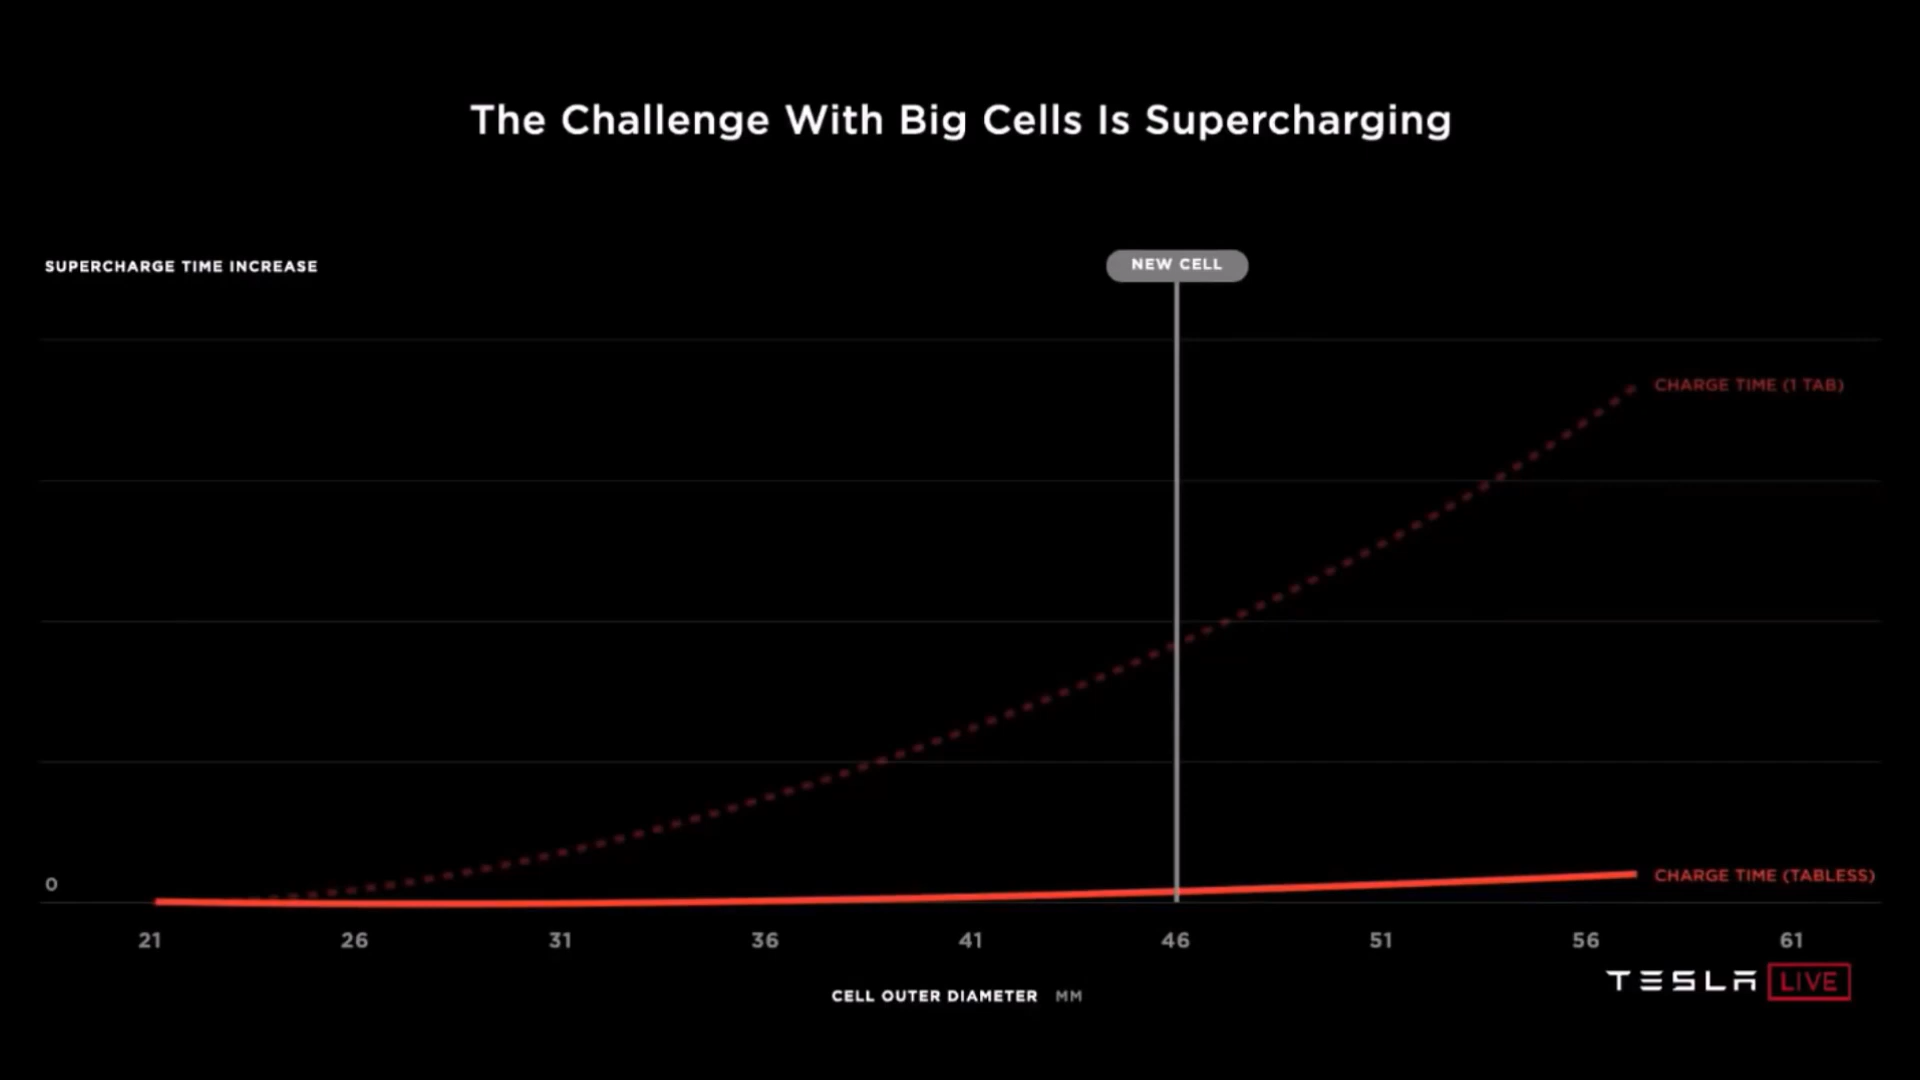 The Challenge With Big Cells Is Supercharging
SUPERCHARGE TIME INCREASE
NEW CELL
CHARGE TIME (1 TAB)
0
CHARGE TIME (TABLESS)
21 26 31 36 41 46 51 56 61
CELL OUTER DIAMETER MM
TESLA LIVE